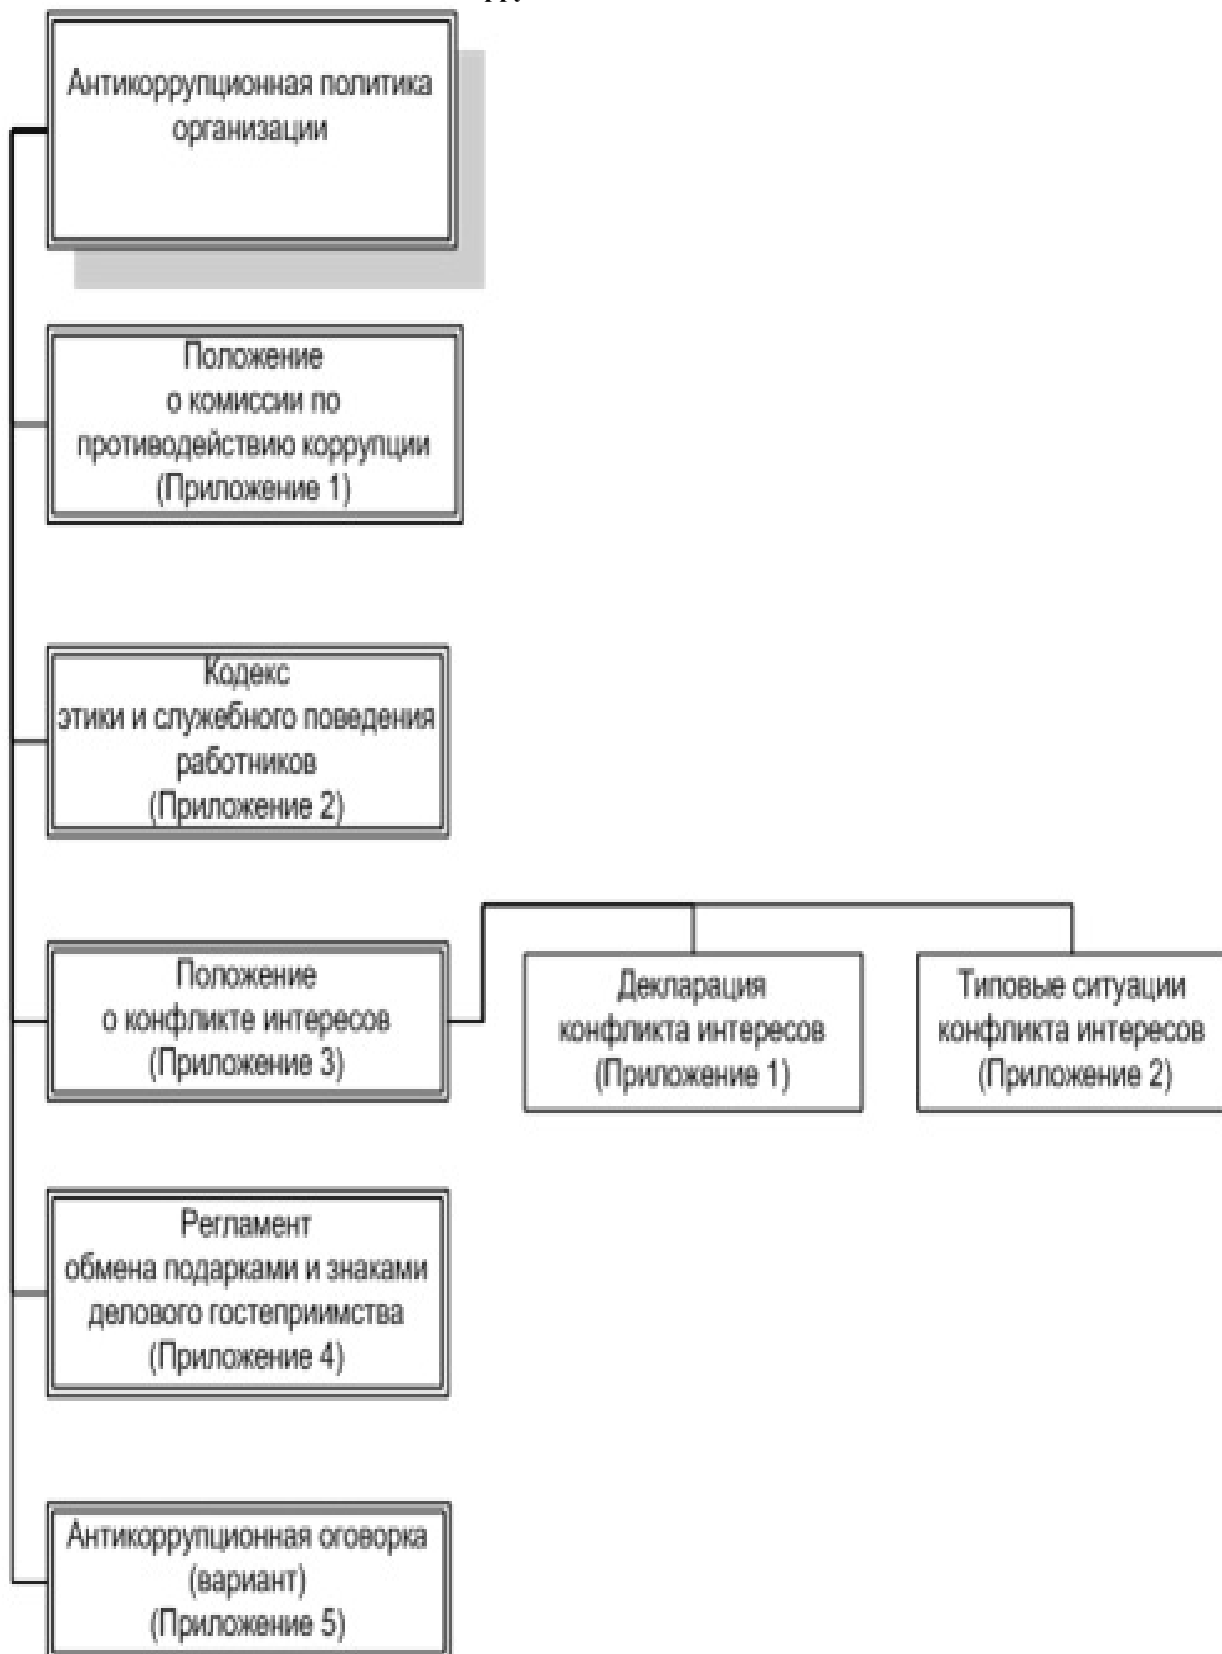 Антикоррупционная политика
организации
Положение
о комиссии по
противодействию коррупции
(Приложение 1)
Кодекс
этики и служебного поведения
работников
(Приложение 2)
Положение
о конфликте интересов
(Приложение 3)
Декларация
конфликта интересов
(Приложение 1)
Типовые ситуации
конфликта интересов
(Приложение 2)
Регламент
обмена подарками и знаками
делового гостеприимства
(Приложение 4)
Антикоррупционная оговорка
(вариант)
(Приложение 5)